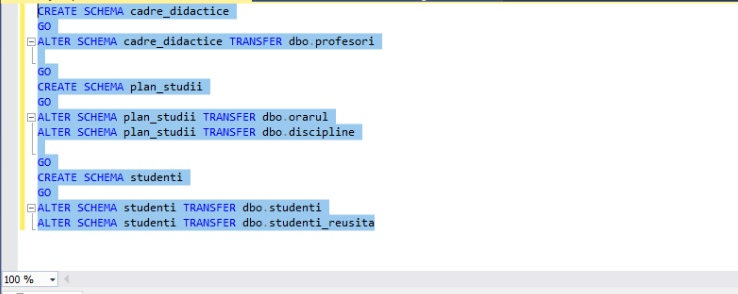 CREATE SCHEMA cadre_didactice
GO
ALTER SCHEMA cadre_didactice TRANSFER dbo.profesori
GO
CREATE SCHEMA plan_studii
GO
ALTER SCHEMA plan_studii TRANSFER dbo.orarul
ALTER SCHEMA plan_studii TRANSFER dbo.discipline
GO
CREATE SCHEMA studenti
GO
ALTER SCHEMA studenti TRANSFER dbo.studenti
ALTER SCHEMA studenti TRANSFER dbo.studenti_reusita
100 %